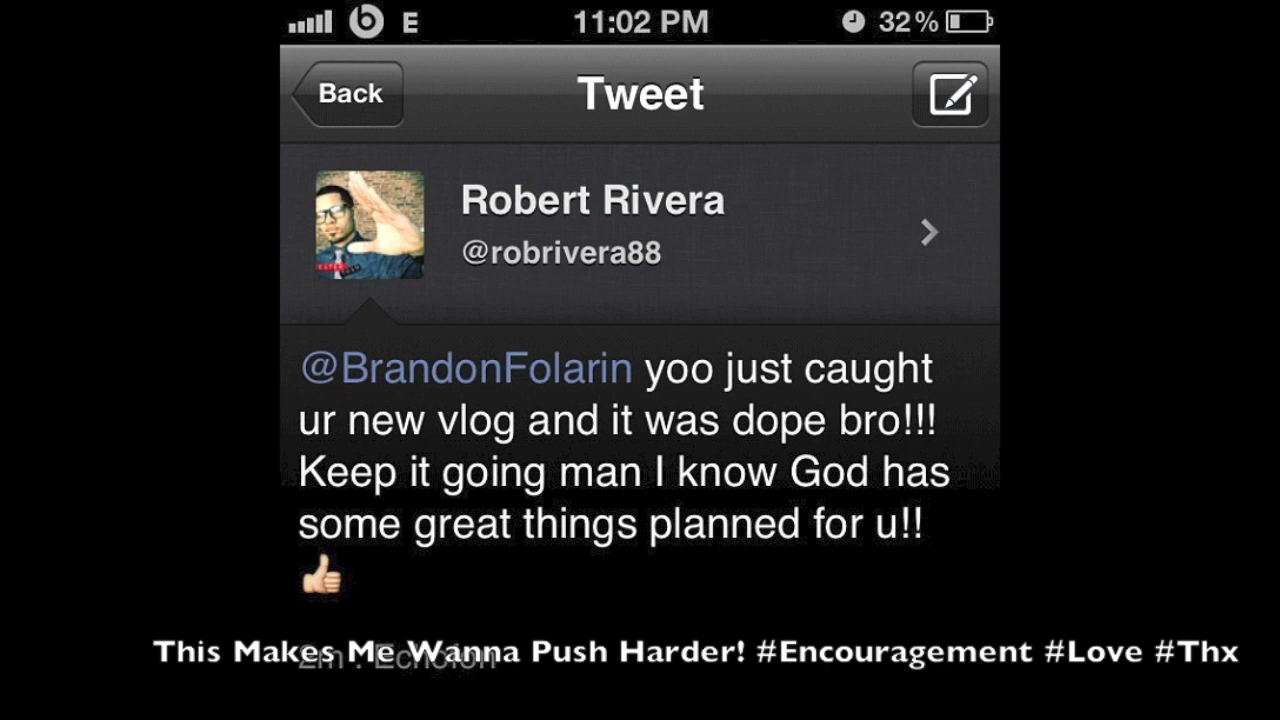 E 11:02 PM 32%
Back Tweet
Robert Rivera
@robrivera88
@BrandonFolarin yoo just caught
ur new vlog and it was dope bro!!!
Keep it going man I know God has
some great things planned for u!!
👍
This Makes Me Wanna Push Harder! #Encouragement #Love #Thx
2m . Echofon